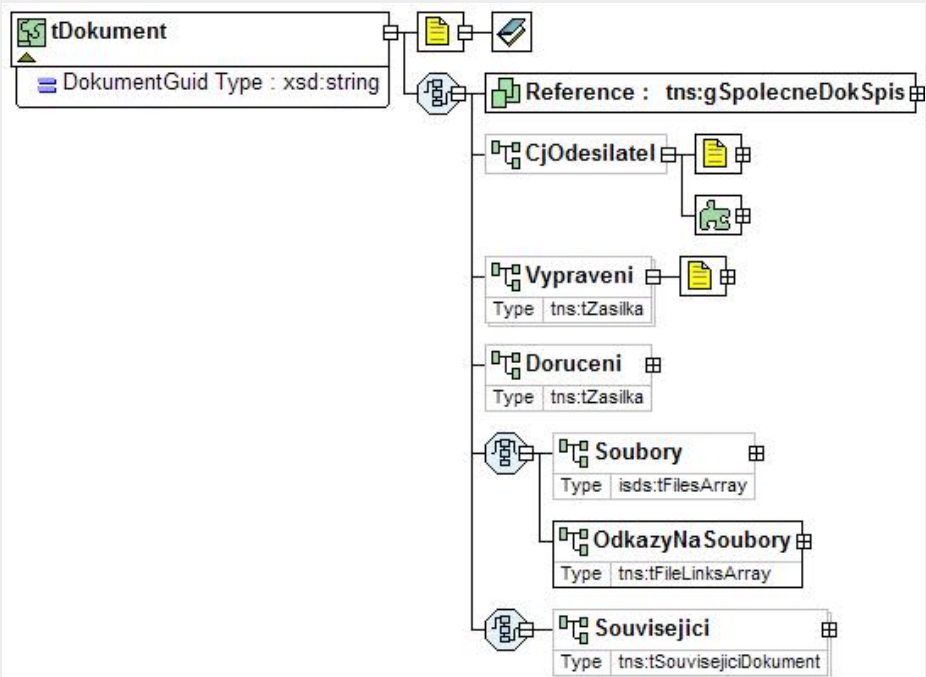 tDokument
DokumentGuid Type : xsd:string
Reference : tns:gSpolecneDokSpis
CjOdesilatel
Vypraveni
Type tns:tZasilka
Doruceni
Type tns:tZasilka
Soubory
Type isds:tFilesArray
OdkazyNaSoubory
Type tns:tFileLinksArray
Souvisejici
Type tns:tSouvisejiciDokument